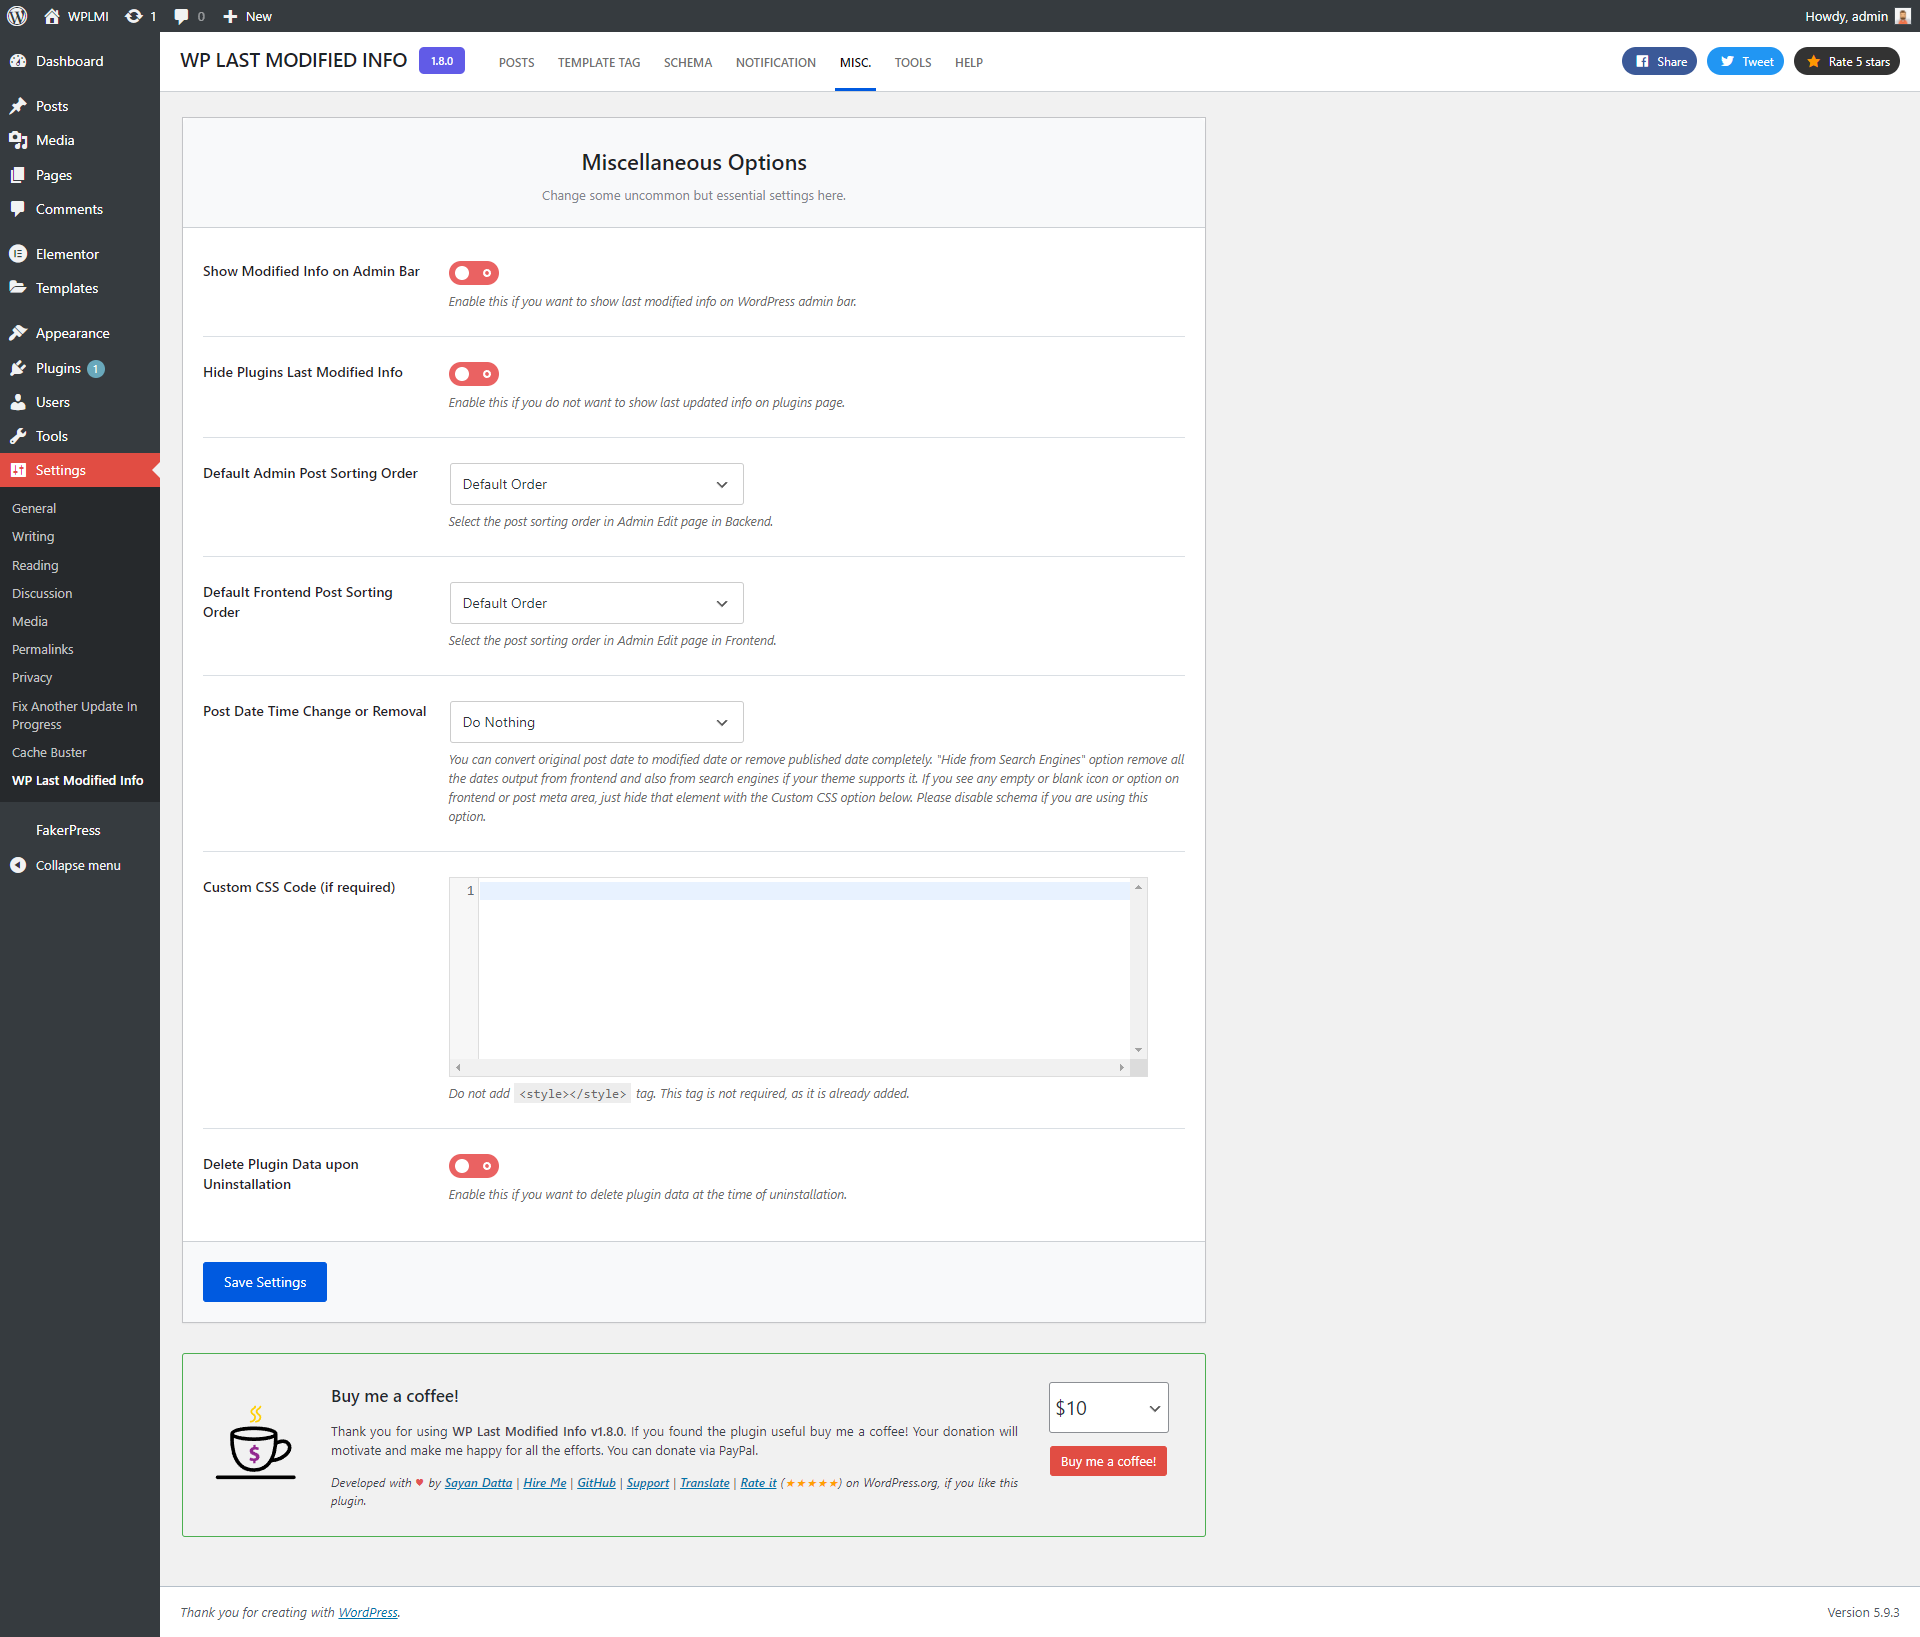 WPLMI 1 0 New Howdy, admin
Dashboard
Posts
Media
Pages
Comments
Elementor
Templates
Appearance
Plugins 1
Users
Tools
Settings
General
Writing
Reading
Discussion
Media
Permalinks
Privacy
Fix Another Update In
Progress
Cache Buster
WP Last Modified Info
FakerPress
Collapse menu
WP LAST MODIFIED INFO 1.8.0 POSTS TEMPLATE TAG SCHEMA NOTIFICATION MISC. TOOLS HELP Share Tweet Rate 5 stars
Miscellaneous Options
Change some uncommon but essential settings here.
Show Modified Info on Admin Bar
Enable this if you want to show last modified info on WordPress admin bar.
Hide Plugins Last Modified Info
Enable this if you do not want to show last updated info on plugins page.
Default Admin Post Sorting Order
Default Order
Select the post sorting order in Admin Edit page in Backend.
Default Frontend Post Sorting
Order
Default Order
Select the post sorting order in Admin Edit page in Frontend.
Post Date Time Change or Removal
Do Nothing
You can convert original post date to modified date or remove published date completely. "Hide from Search Engines" option remove all
the dates output from frontend and also from search engines if your theme supports it. If you see any empty or blank icon or option on
frontend or post meta area, just hide that element with the Custom CSS option below. Please disable schema if you are using this
option.
Custom CSS Code (if required)
1
Do not add <style></style> tag. This tag is not required, as it is already added.
Delete Plugin Data upon
Uninstallation
Enable this if you want to delete plugin data at the time of uninstallation.
Save Settings
$
Buy me a coffee!
Thank you for using WP Last Modified Info v1.8.0. If you found the plugin useful buy me a coffee! Your donation will
motivate and make me happy for all the efforts. You can donate via PayPal.
Developed with ♥ by Sayan Datta | Hire Me | GitHub | Support | Translate | Rate it (★★★★★) on WordPress.org, if you like this
plugin.
$10
Buy me a coffee!
Thank you for creating with WordPress.
Version 5.9.3